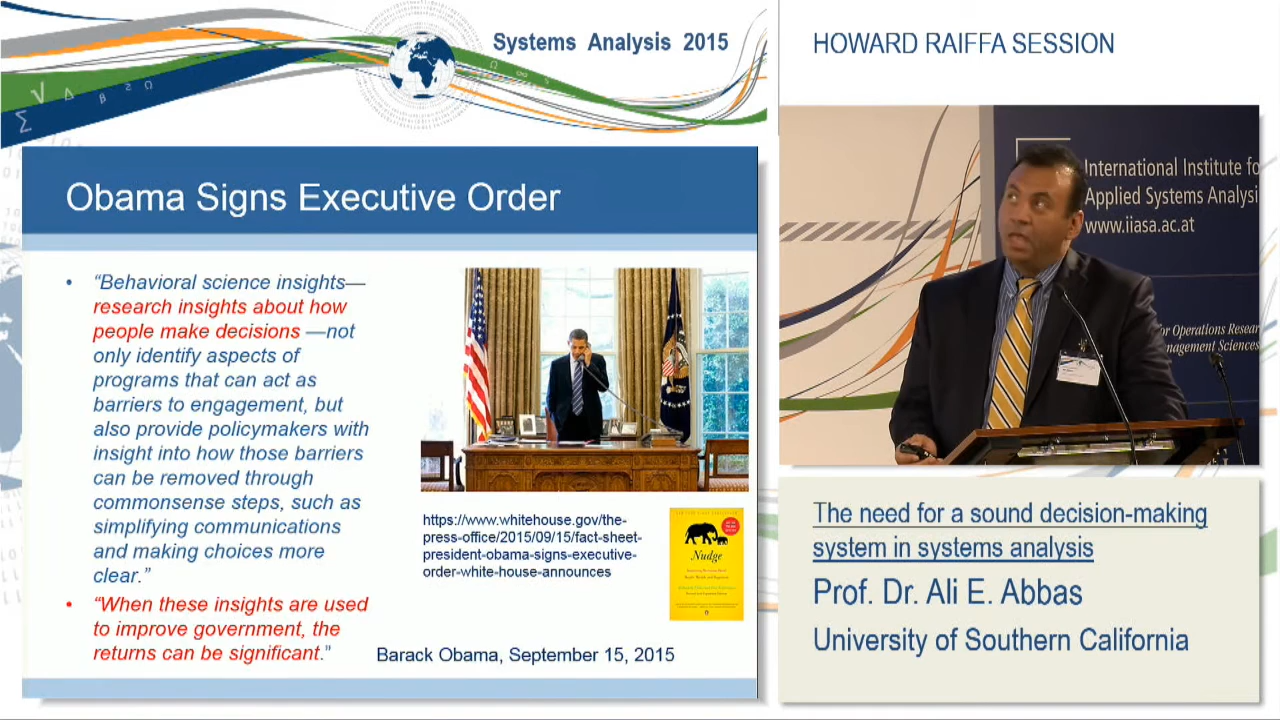 Systems Analysis 2015
HOWARD RAIFFA SESSION
Obama Signs Executive Order
• “Behavioral science insights—
research insights about how
people make decisions —not
only identify aspects of
programs that can act as
barriers to engagement, but
also provide policymakers with
insight into how those barriers
can be removed through
commonsense steps, such as
simplifying communications
and making choices more
clear.”
• “When these insights are used
to improve government, the
returns can be significant.”
https://www.whitehouse.gov/the-
press-office/2015/09/15/fact-sheet-
president-obama-signs-executive-
order-white-house-announces
Nudge
Barack Obama, September 15, 2015
International Institute fo
Applied Systems Analysi
www.iiasa.ac.at
or Operations Resear
nagement Sciences
The need for a sound decision-making
system in systems analysis
Prof. Dr. Ali E. Abbas
University of Southern California